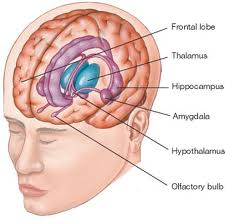 Frontal lobe
Thalamus
Hippocampus
Amygdala
Hypothalamus
Olfactory bulb